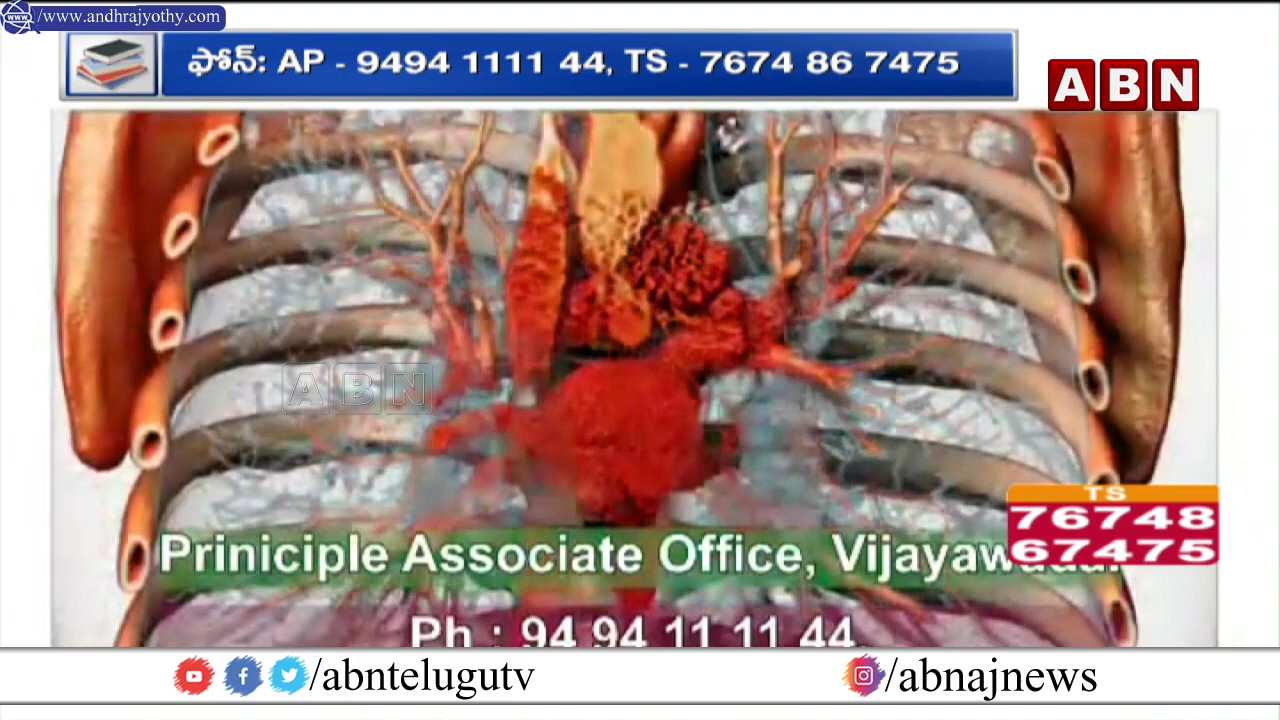 /www.andhrajyothy.com
ఫోన్: AP - 9494 1111 44, TS - 7674 86 7475
ABN
ABN
TS
76748
67475
Priniciple Associate Office,
Ph : 94 94 11 11 44.
/abntelugutv
/abnajnews